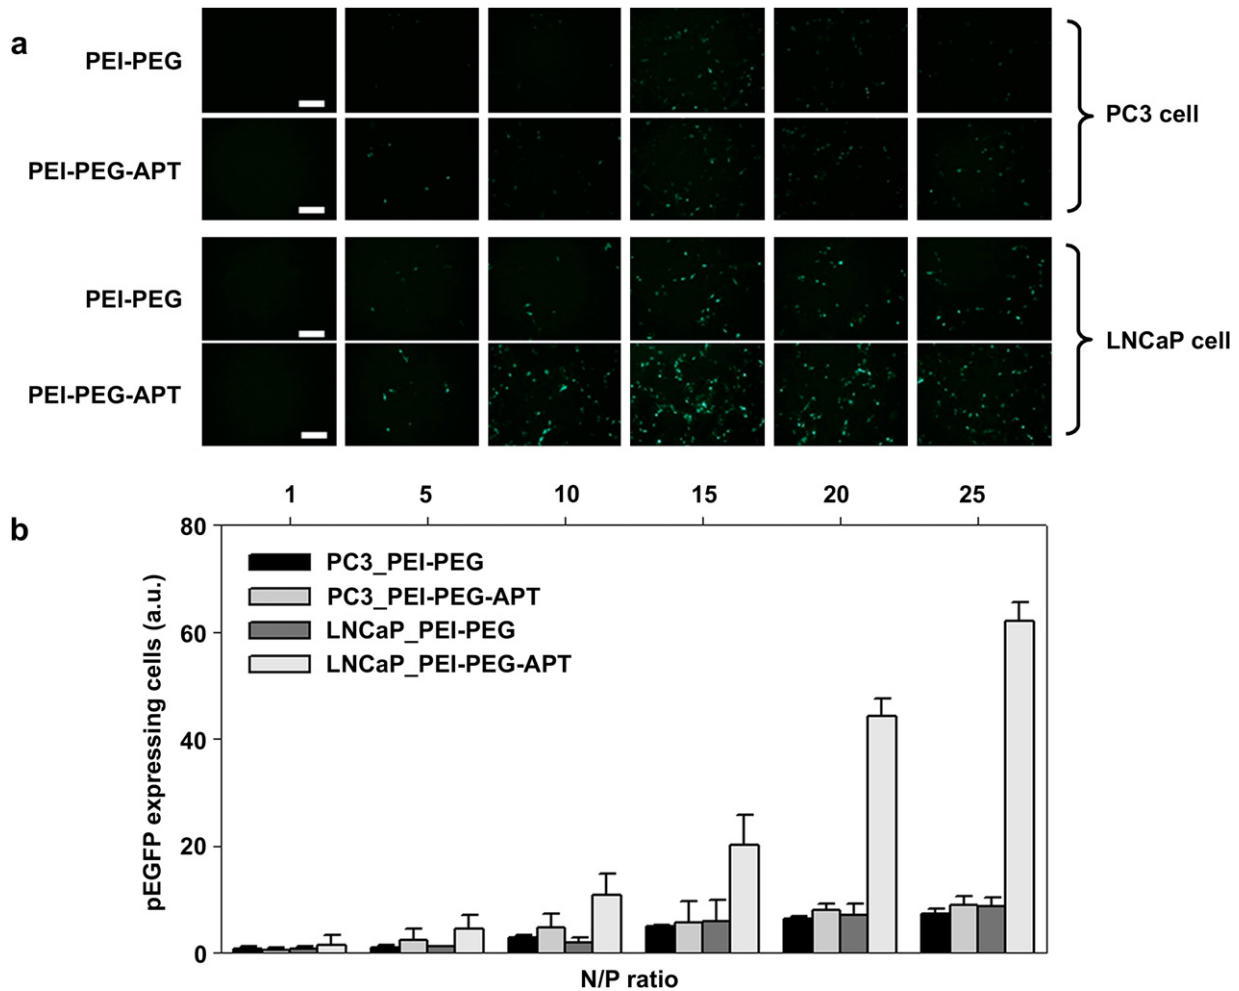 a
PEI-PEG
PEI-PEG-APT
PC3 cell
PEI-PEG
PEI-PEG-APT
LNCaP cell
1 5 10 15 20 25
b
80
60
40
20
0
pEGFP expressing cells (a.u.)
PC3_PEI-PEG
PC3_PEI-PEG-APT
LNCaP_PEI-PEG
LNCaP_PEI-PEG-APT
N/P ratio